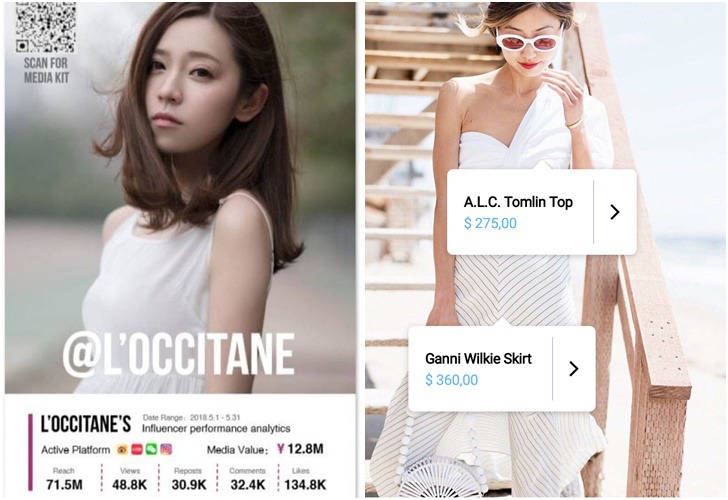 SCAN FOR
MEDIA KIT
@L'OCCITANE
L'OCCITANE'S
Date Range: 2018.5.1 - 5.31
Influencer performance analytics
Active Platform
Media Value: ¥ 12.8M
Reach Views Reposts Comments Likes
71.5M 48.8K 30.9K 32.4K 134.8K
A.L.C. Tomlin Top
$ 275,00
Ganni Wilkie Skirt
$ 360,00